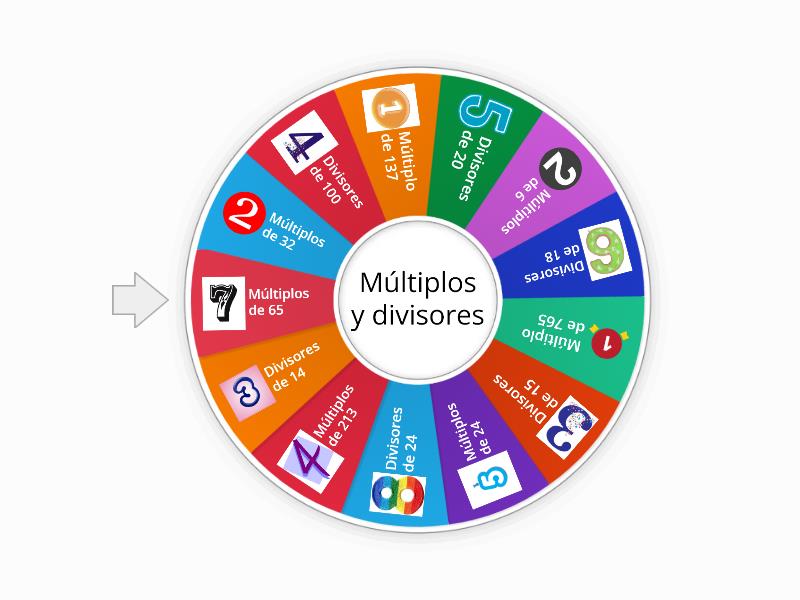 Múltiplos
y divisores
7
Múltiplos
de 65
2
Múltiplos
de 32
4
Divisores
de 100
1
Múltiplo
de 137
5
Divisores
de 20
2
Múltiplos
de 6
6
Divisores
de 18
1
Múltiplo
de 765
3
Divisores
de 15
Múltiplos
de 24
8
Divisores
de 24
4
Múltiplos
de 213
3
Divisores
de 14